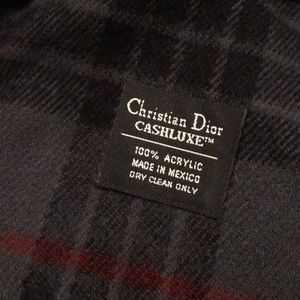 Christian Dior
CASHLUXE™
100% ACRYLIC
MADE IN MEXICO
DRY CLEAN ONLY